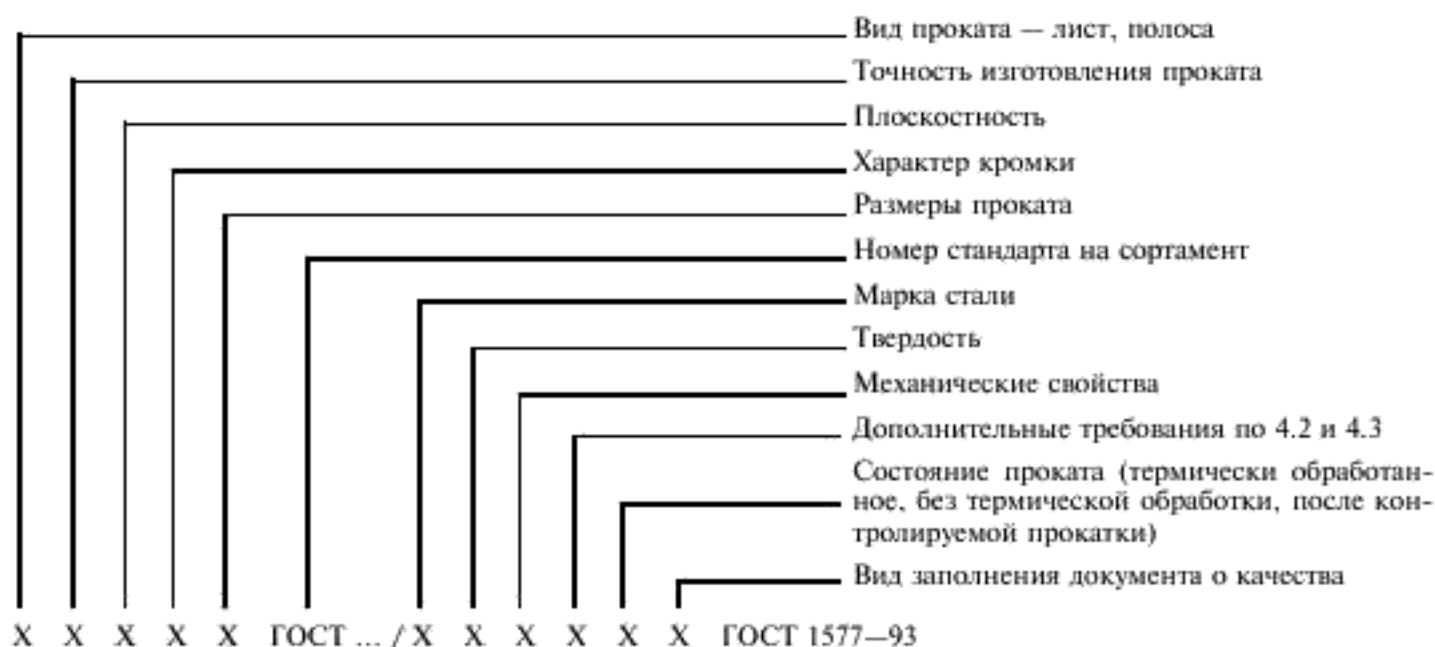 Вид проката — лист, полоса
Точность изготовления проката
Плоскостность
Характер кромки
Размеры проката
Номер стандарта на сортамент
Марка стали
Твердость
Механические свойства
Дополнительные требования по 4.2 и 4.3
Состояние проката (термически обработан-
ное, без термической обработки, после кон-
тролируемой прокатки)
Вид заполнения документа о качества
X X X X X ГОСТ ... / X X X X X X ГОСТ 1577—93